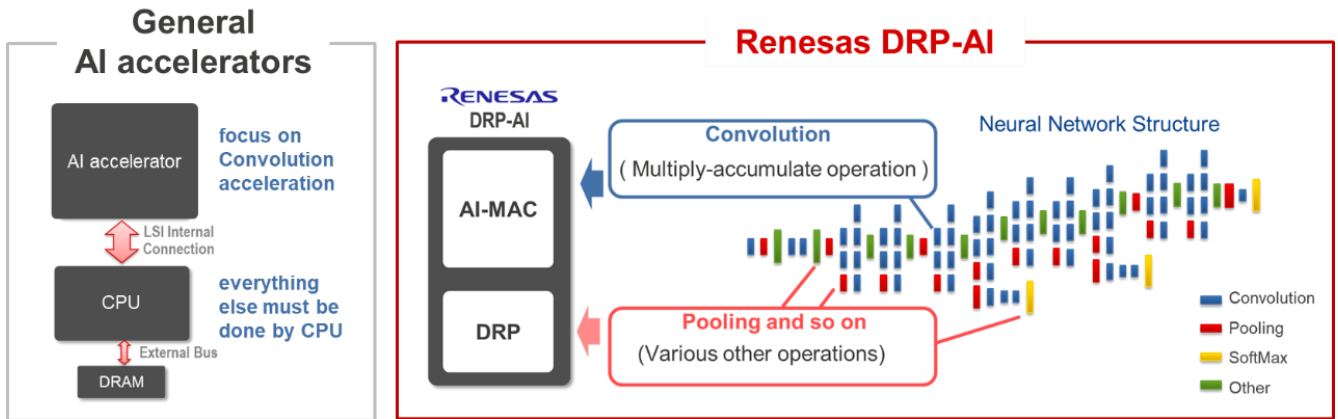 General
AI accelerators
AI accelerator
focus on
Convolution
acceleration
LSI Internal
Connection
CPU
everything
else must be
done by CPU
External Bus
DRAM
Renesas DRP-AI
RENESAS
DRP-AI
AI-MAC
DRP
Convolution
( Multiply-accumulate operation )
Pooling and so on
(Various other operations)
Neural Network Structure
Convolution
Pooling
SoftMax
Other